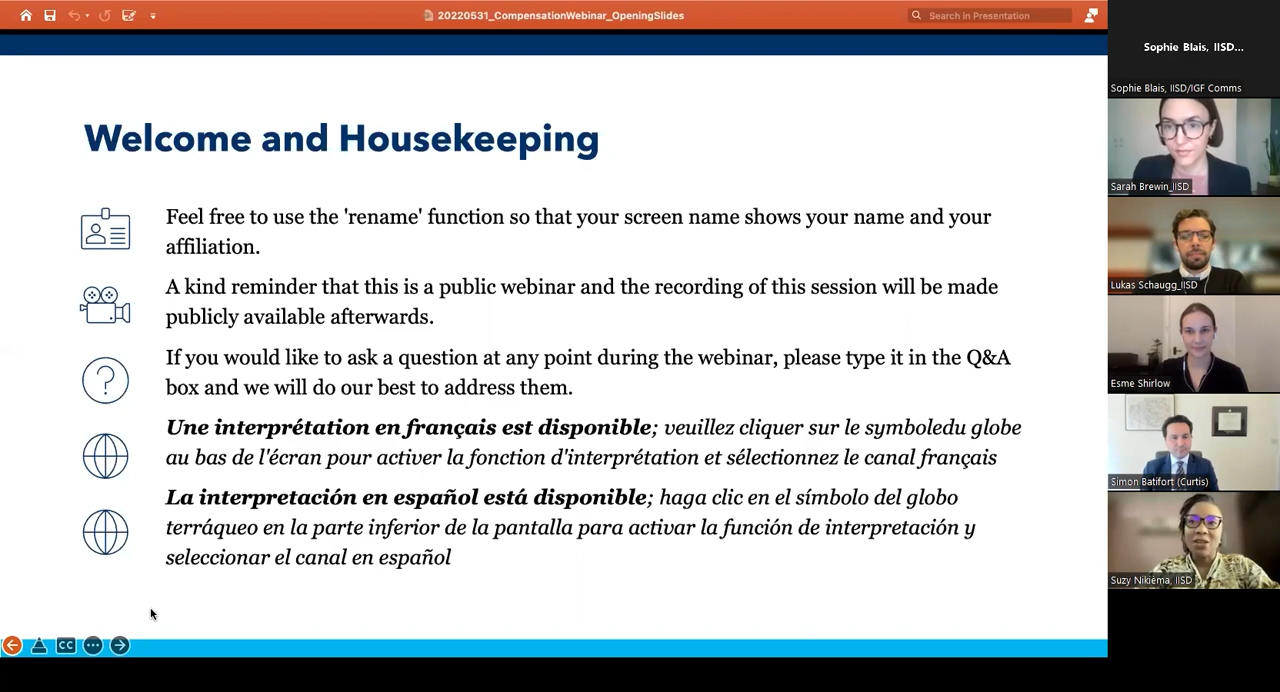 20220531_CompensationWebinar_OpeningSlides
Search in Presentation
Welcome and Housekeeping
Feel free to use the 'rename' function so that your screen name shows your name and your
affiliation.
A kind reminder that this is a public webinar and the recording of this session will be made
publicly available afterwards.
If you would like to ask a question at any point during the webinar, please type it in the Q&A
box and we will do our best to address them.
Une interprétation en français est disponible; veuillez cliquer sur le symboledu globe
au bas de l'écran pour activer la fonction d'interprétation et sélectionnez le canal français
La interpretación en español está disponible; haga clic en el símbolo del globo
terráqueo en la parte inferior de la pantalla para activar la función de interpretación y
seleccionar el canal en español
CC
Sophie Blais, IISD...
Sophie Blais, IISD/IGF Comms
Sarah Brewin_IISD
Lukas Schaugg_IISD
Esme Shirlow
Simon Batifort (Curtis)
Suzy Nikièma, IISD